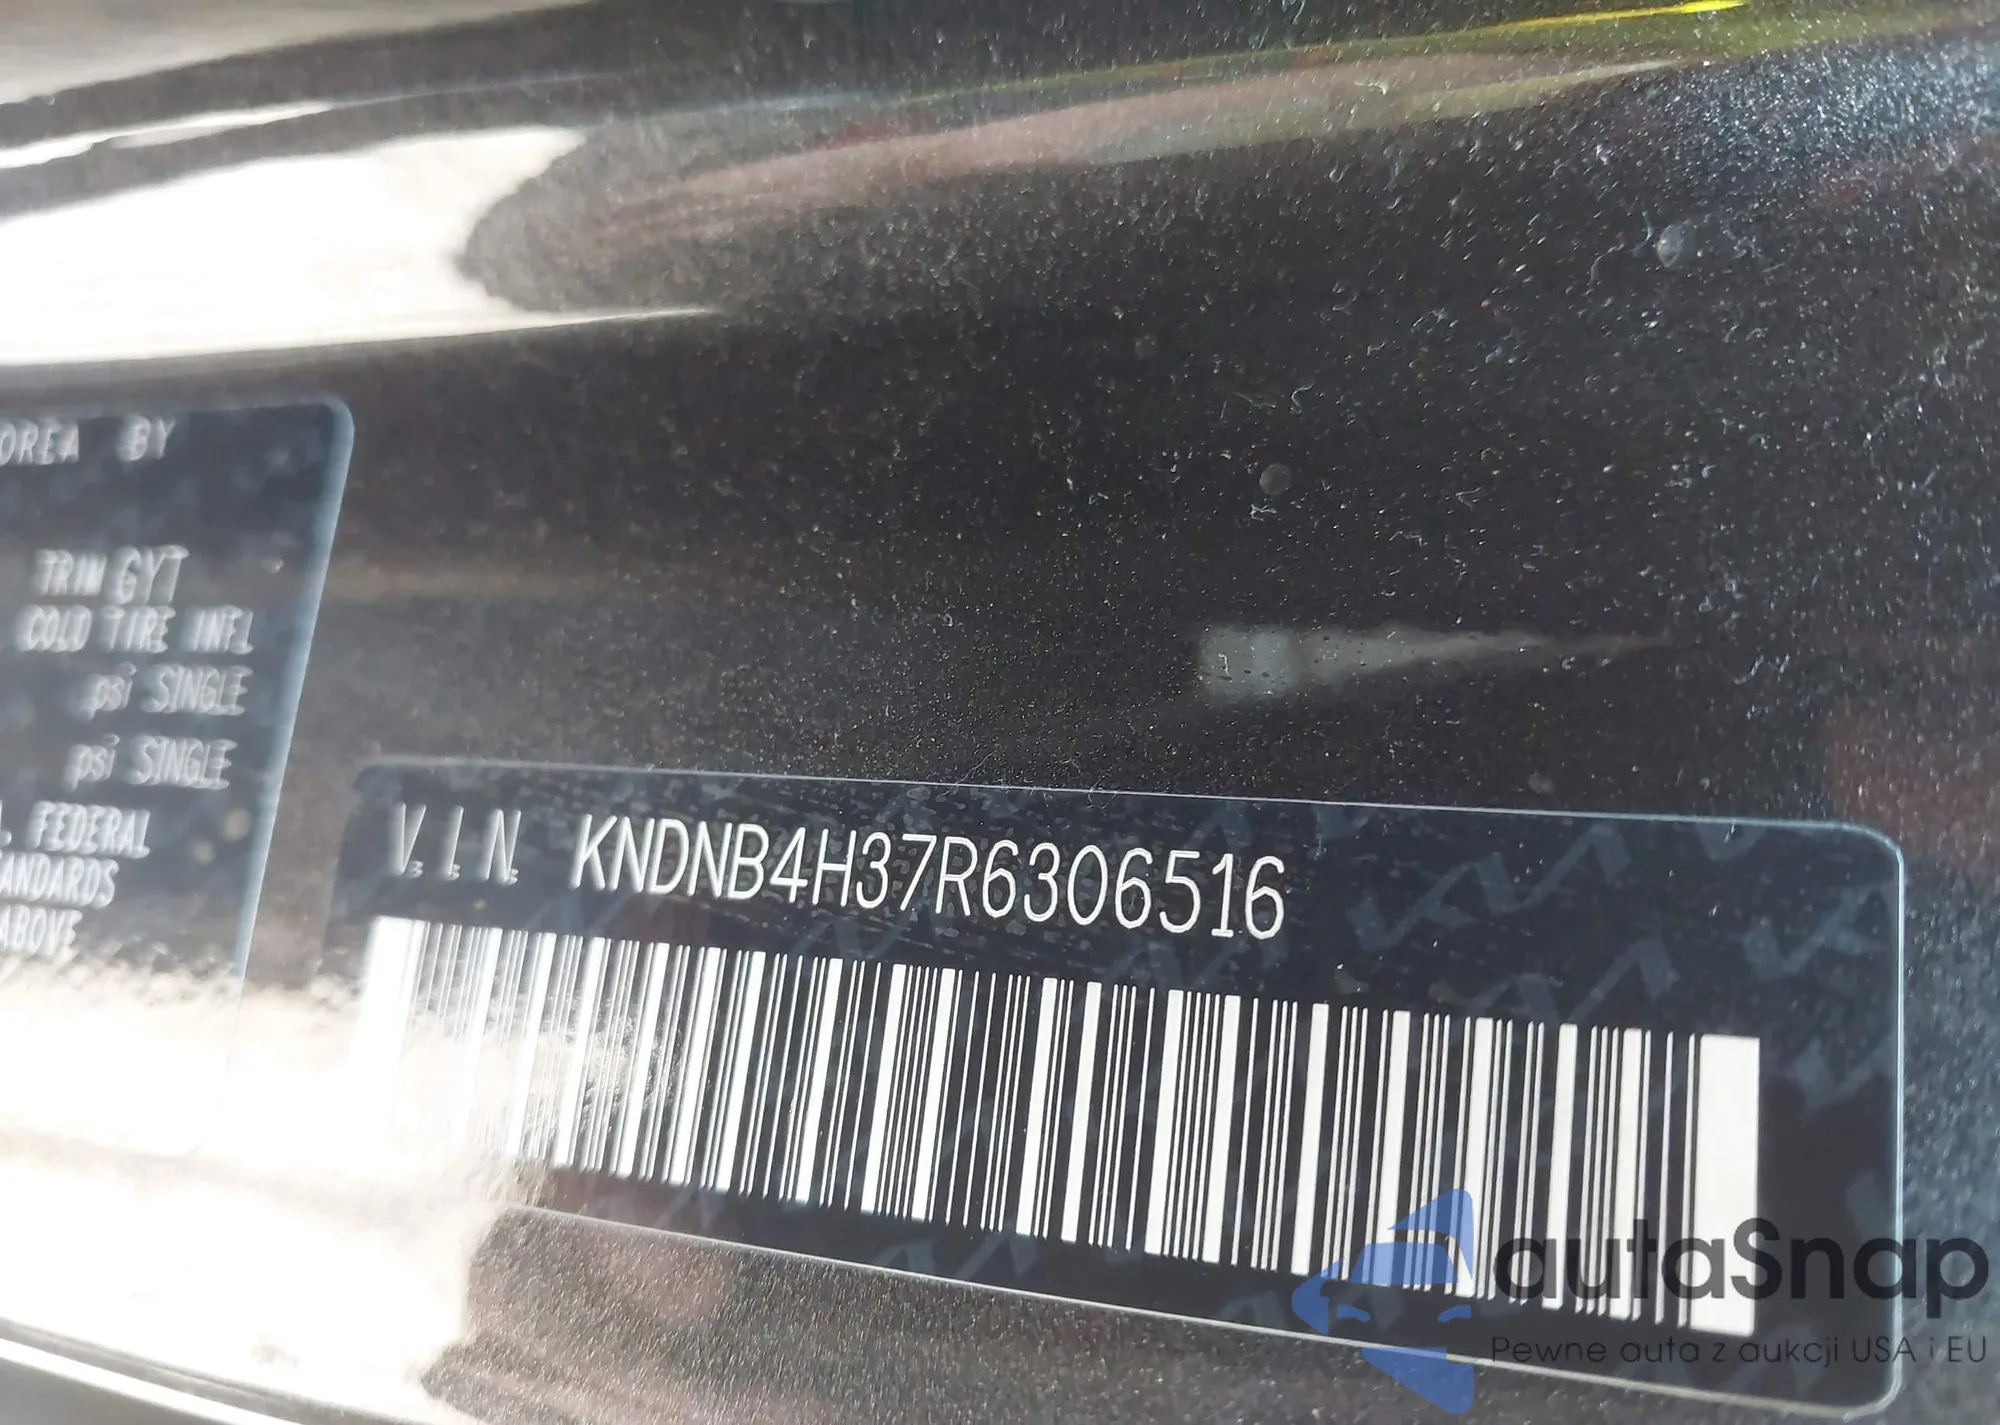 OREA BY
TRIM GYT
COLD TIRE INFL
psi SINGLE
psi SINGLE
FEDERAL
ANDARDS
ABOVE
V.I.N. KNDNB4H37R6306516
autaSnap
Pewne auta z aukcji USA i EU